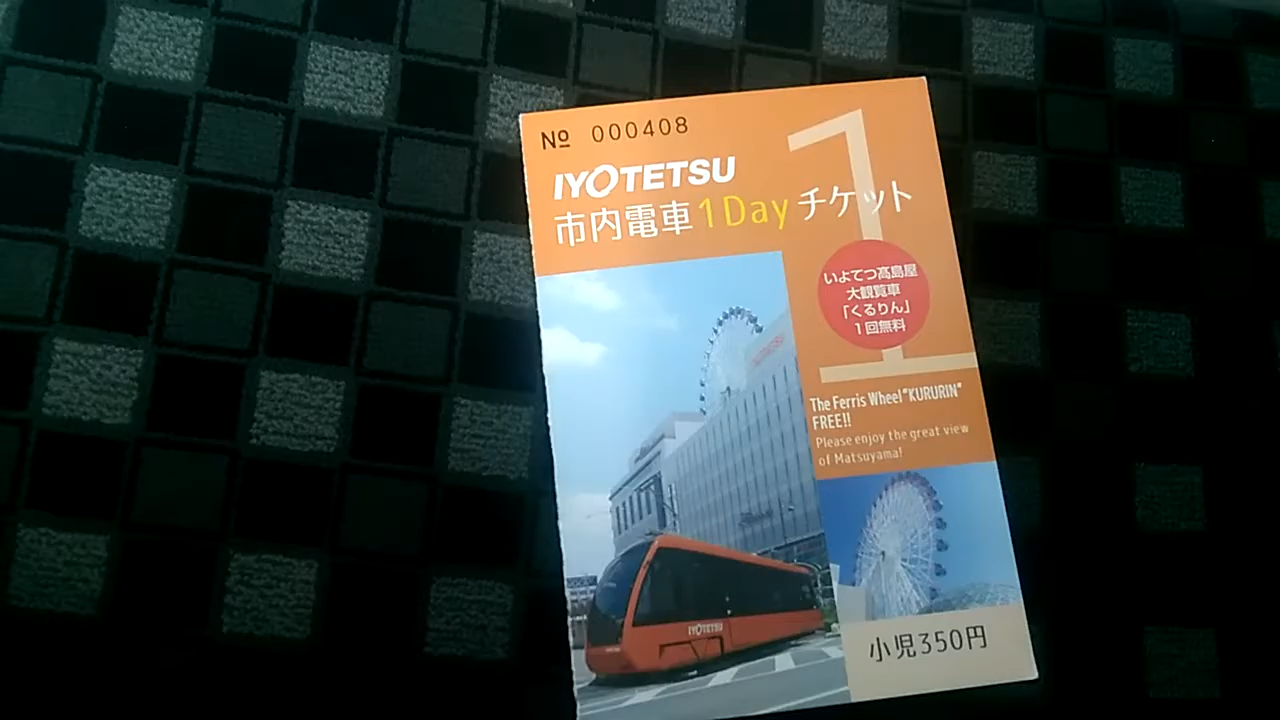 № 000408
IYOTETSU
市内電車1Dayチケット
1
いよてつ髙島屋
大観覧車
「くるりん」
1回無料
The Ferris Wheel "KURURIN"
FREE!!
Please enjoy the great view
of Matsuyama!
IYOTETSU
小児350円